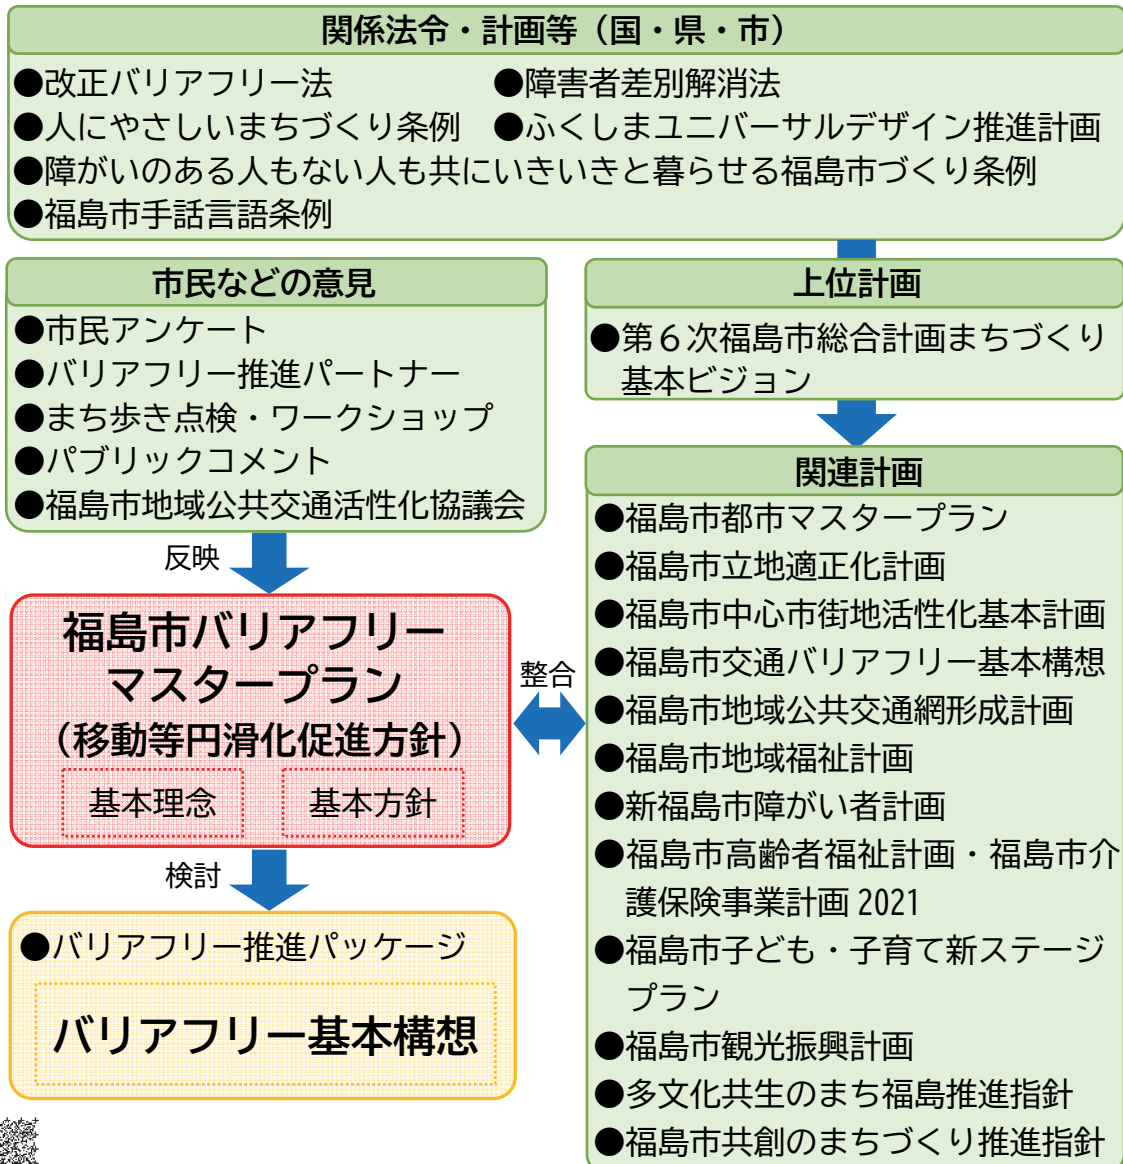 関係法令・計画等（国・県・市）
●改正バリアフリー法 ●障害者差別解消法
●人にやさしいまちづくり条例 ●ふくしまユニバーサルデザイン推進計画
●障がいのある人もない人も共にいきいきと暮らせる福島市づくり条例
●福島市手話言語条例
市民などの意見
●市民アンケート
●バリアフリー推進パートナー
●まち歩き点検・ワークショップ
●パブリックコメント
●福島市地域公共交通活性化協議会
反映
福島市バリアフリー
マスタープラン
（移動等円滑化促進方針）
基本理念 基本方針
検討
●バリアフリー推進パッケージ
バリアフリー基本構想
整合
上位計画
●第６次福島市総合計画まちづくり
基本ビジョン
関連計画
●福島市都市マスタープラン
●福島市立地適正化計画
●福島市中心市街地活性化基本計画
●福島市交通バリアフリー基本構想
●福島市地域公共交通網形成計画
●福島市地域福祉計画
●新福島市障がい者計画
●福島市高齢者福祉計画・福島市介
護保険事業計画 2021
●福島市子ども・子育て新ステージ
プラン
●福島市観光振興計画
●多文化共生のまち福島推進指針
●福島市共創のまちづくり推進指針